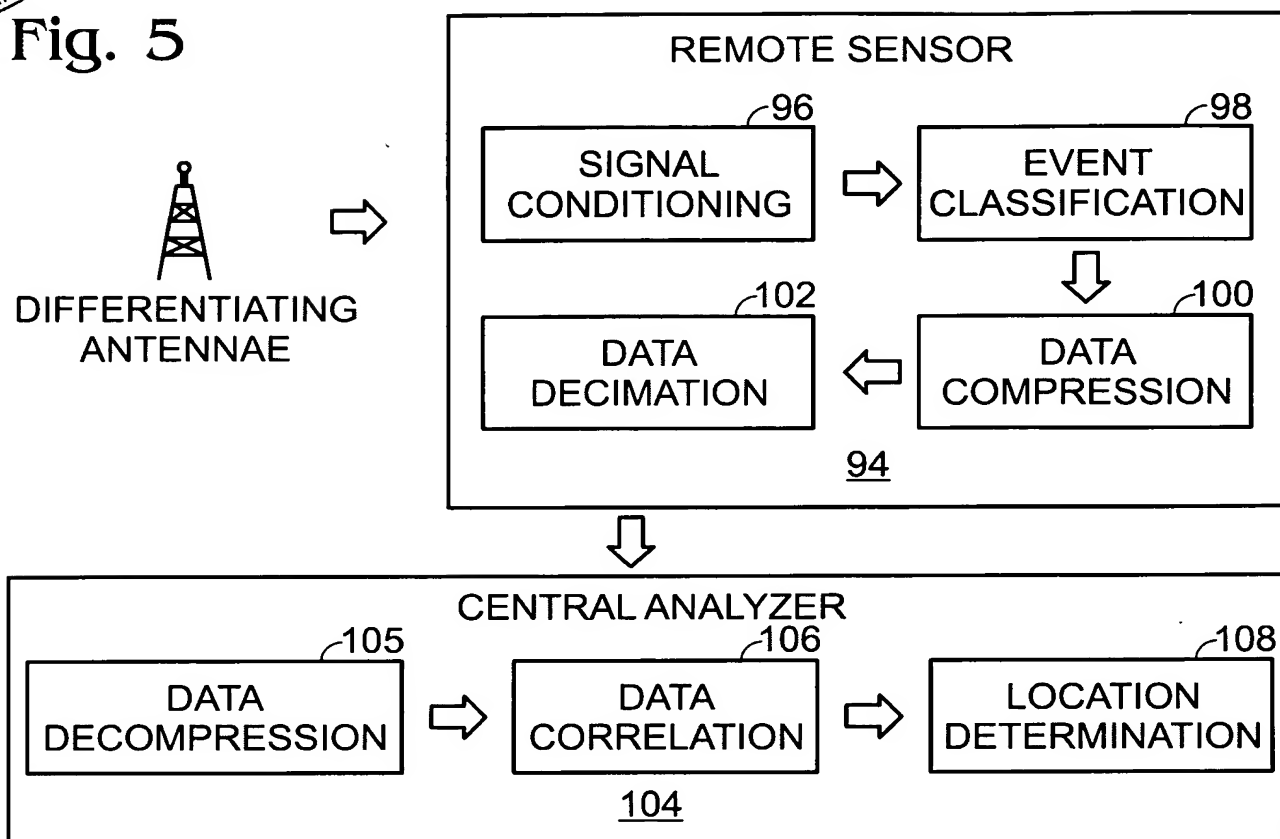 Fig. 5
REMOTE SENSOR
96
SIGNAL
CONDITIONING
98
EVENT
CLASSIFICATION
DIFFERENTIATING
ANTENNAE
102
DATA
DECIMATION
100
DATA
COMPRESSION
94
CENTRAL ANALYZER
105
DATA
DECOMPRESSION
106
DATA
CORRELATION
108
LOCATION
DETERMINATION
104